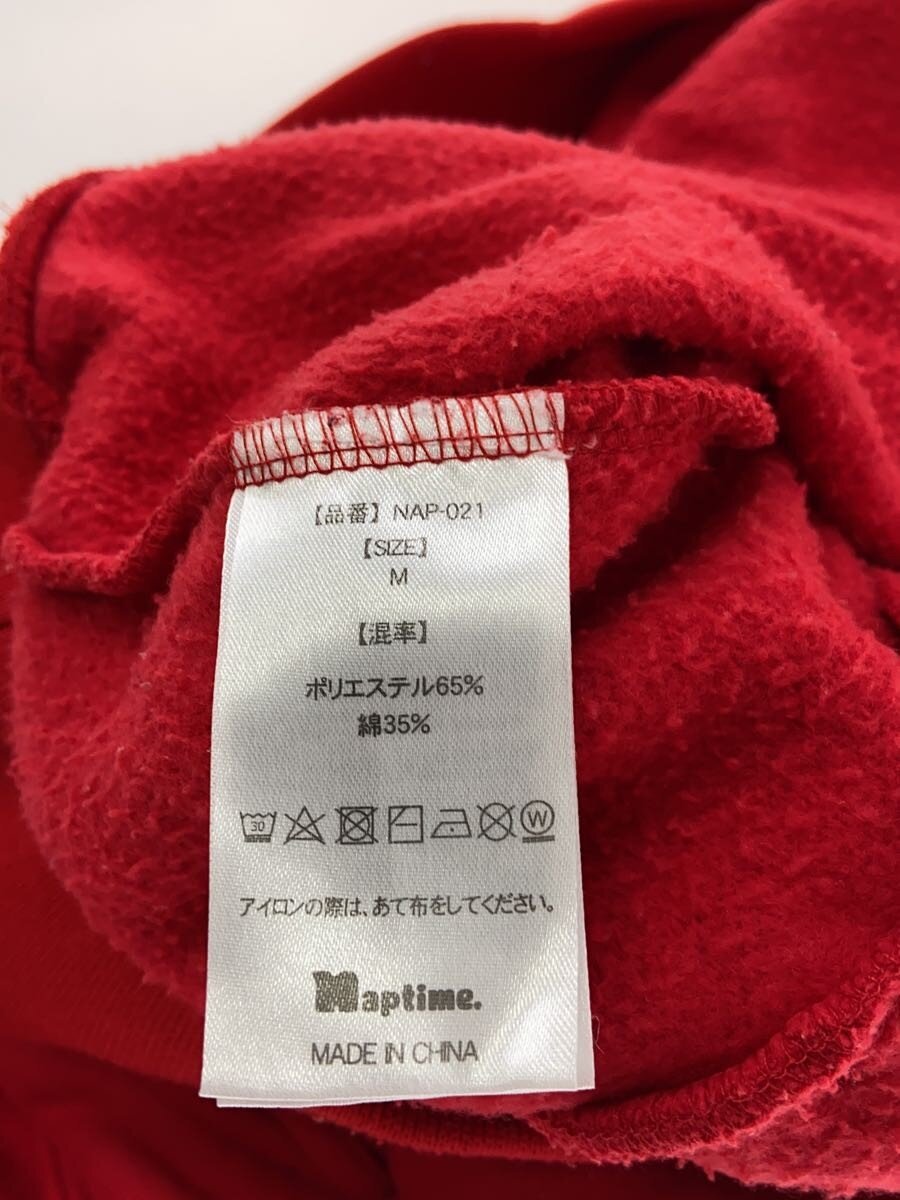 【品番】 NAP-021
【SIZE】
M
【混率】
ポリエステル65%
綿35%
30 W
アイロンの際は、あて布をしてください。
Naptime.
MADE IN CHINA